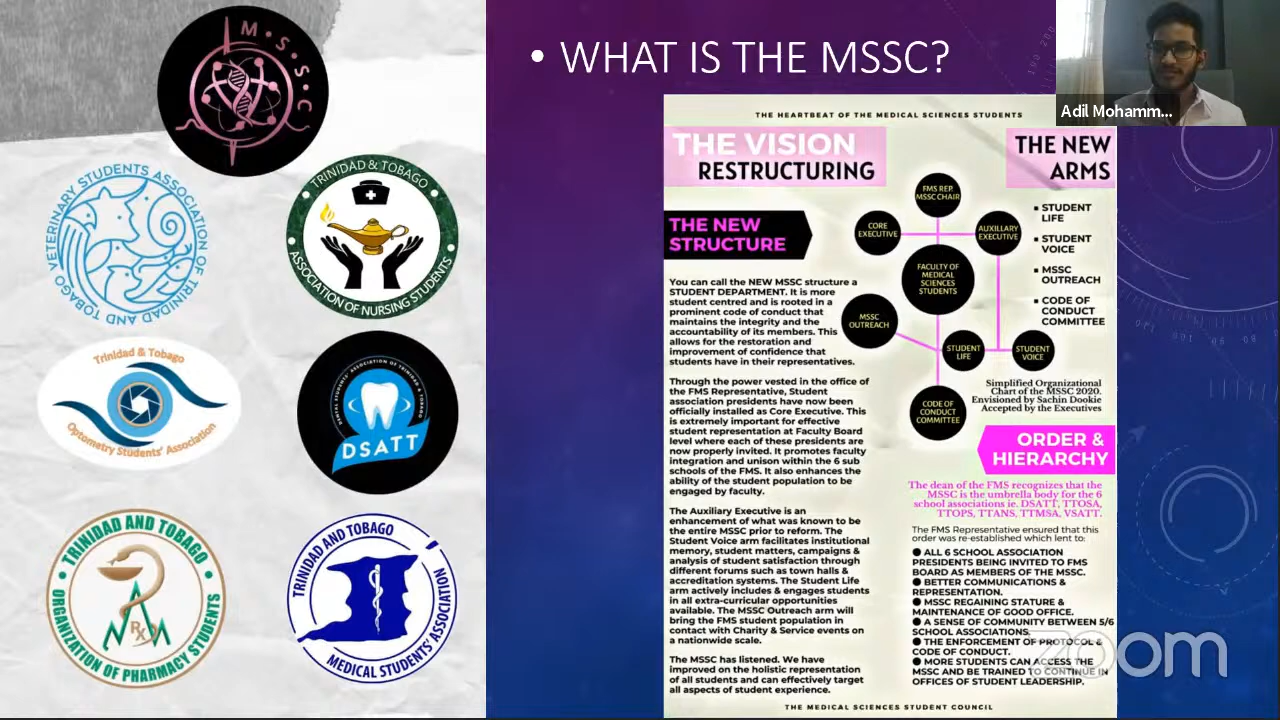 M·S·S·C
VETERINARY STUDENTS ASSOCIATION OF TRINIDAD AND TOBAGO
TRINIDAD & TOBAGO
ASSOCIATION OF NURSING STUDENTS
Trinidad & Tobago
Optometry Students' Association
DENTAL STUDENTS' ASSOCIATION OF TRINIDAD & TOBAGO
DSATT
TRINIDAD AND TOBAGO
RX
ORGANIZATION OF PHARMACY STUDENTS
TRINIDAD AND TOBAGO
MEDICAL STUDENTS' ASSOCIATION
• WHAT IS THE MSSC?
Adil Mohamm...
THE HEARTBEAT OF THE MEDICAL SCIENCES STUDENTS
THE VISION
RESTRUCTURING
THE NEW
STRUCTURE
You can call the NEW MSSC structure a
STUDENT DEPARTMENT. It is more
student centred and is rooted in a
prominent code of conduct that
maintains the integrity and the
accountability of its members. This
allows for the restoration and
improvement of confidence that
students have in their representatives.
Through the power vested in the office of
the FMS Representative, Student
association presidents have now been
officially installed as Core Executive. This
is extremely important for effective
student representation at Faculty Board
level where each of these presidents are
now properly invited. It promotes faculty
integration and unison within the 6 sub
schools of the FMS. It also enhances the
ability of the student population to be
engaged by faculty.
The Auxiliary Executive is an
enhancement of what was known to be
the entire MSSC prior to reform. The
Student Voice arm facilitates institutional
memory, student matters, campaigns &
analysis of student satisfaction through
different forums such as town halls &
accreditation systems. The Student Life
arm actively includes & engages students
in all extra-curricular opportunities
available. The MSSC Outreach arm will
bring the FMS student population in
contact with Charity & Service events on
a nationwide scale.
The MSSC has listened. We have
improved on the holistic representation
of all students and can effectively target
all aspects of student experience.
FMS REP.
MSSC CHAIR
CORE
EXECUTIVE
AUXILLARY
EXECUTIVE
FACULTY OF
MEDICAL
SCIENCES
STUDENTS
MSSC
OUTREACH
STUDENT
LIFE
STUDENT
VOICE
CODE OF
CONDUCT
COMMITTEE
THE NEW
ARMS
▪ STUDENT
LIFE
▪ STUDENT
VOICE
▪ MSSC
OUTREACH
▪ CODE OF
CONDUCT
COMMITTEE
Simplified Organizational
Chart of the MSSC 2020.
Envisioned by Sachin Dookie
Accepted by the Executives
ORDER &
HIERARCHY
The dean of the FMS recognizes that the
MSSC is the umbrella body for the 6
school associations ie. DSATT, TTOSA,
TTOPS, TTANS, TTMSA, VSATT.
The FMS Representative ensured that this
order was re-established which lent to:
● ALL 6 SCHOOL ASSOCIATION
PRESIDENTS BEING INVITED TO FMS
BOARD AS MEMBERS OF THE MSSC.
● BETTER COMMUNICATIONS &
REPRESENTATION.
● MSSC REGAINING STATURE &
MAINTENANCE OF GOOD OFFICE.
● A SENSE OF COMMUNITY BETWEEN 5/6
SCHOOL ASSOCIATIONS.
● THE ENFORCEMENT OF PROTOCOL &
CODE OF CONDUCT.
● MORE STUDENTS CAN ACCESS THE
MSSC AND BE TRAINED TO CONTINUE IN
OFFICES OF STUDENT LEADERSHIP.
THE MEDICAL SCIENCES STUDENT COUNCIL
zoom